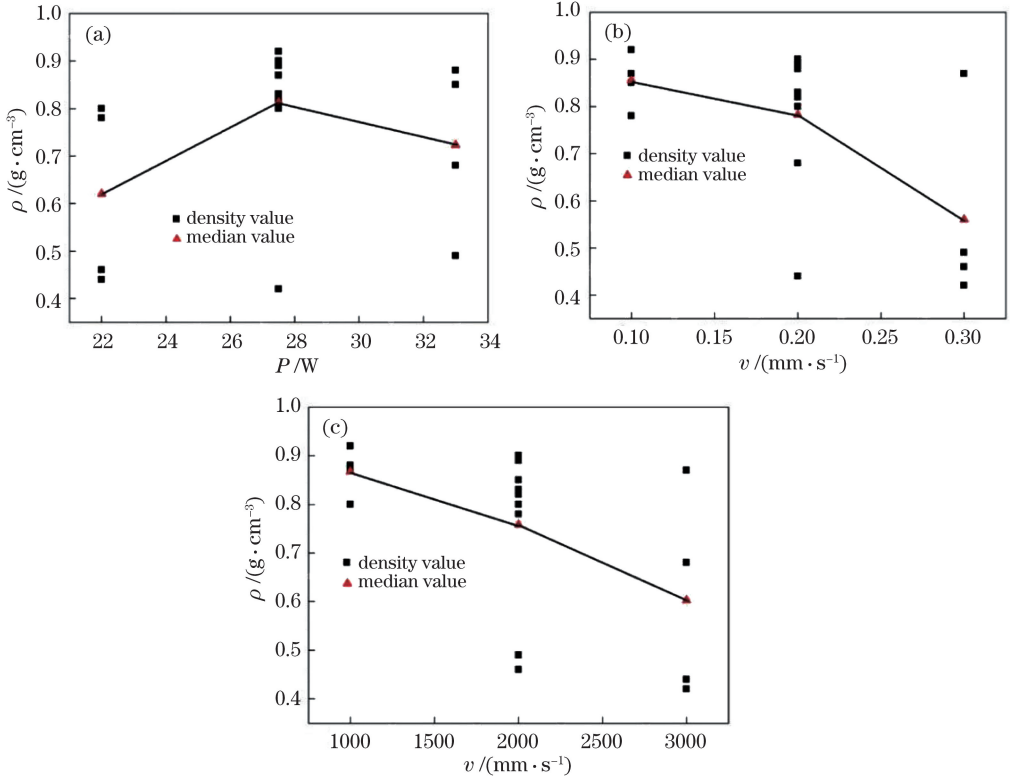 (a)
1.0
0.9
0.8
0.7
0.6
0.5
0.4
ρ /(g·cm⁻³)
density value
median value
22 24 26 28 30 32 34
P /W
(b)
1.0
0.9
0.8
0.7
0.6
0.5
0.4
ρ /(g·cm⁻³)
density value
median value
0.10 0.15 0.20 0.25 0.30
v /(mm·s⁻¹)
(c)
1.0
0.9
0.8
0.7
0.6
0.5
0.4
ρ /(g·cm⁻³)
density value
median value
1000 1500 2000 2500 3000
v /(mm·s⁻¹)